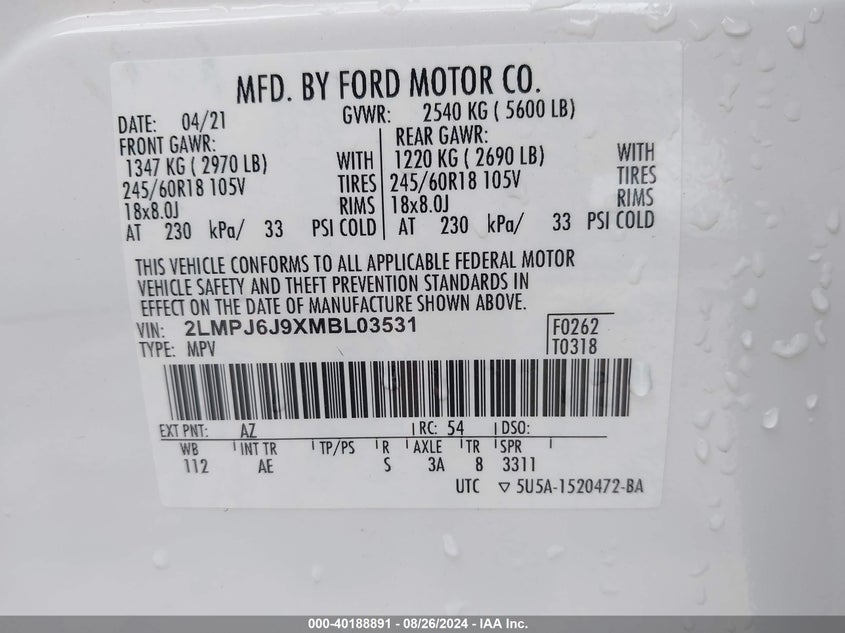 MFD. BY FORD MOTOR CO.
DATE: 04/21 GVWR: 2540 KG ( 5600 LB)
FRONT GAWR: REAR GAWR:
1347 KG ( 2970 LB) WITH 1220 KG ( 2690 LB) WITH
245/60R18 105V TIRES 245/60R18 105V TIRES
18x8.0J RIMS 18x8.0J RIMS
AT 230 kPa/ 33 PSI COLD AT 230 kPa/ 33 PSI COLD
THIS VEHICLE CONFORMS TO ALL APPLICABLE FEDERAL MOTOR
VEHICLE SAFETY AND THEFT PREVENTION STANDARDS IN
EFFECT ON THE DATE OF MANUFACTURE SHOWN ABOVE.
VIN: 2LMPJ6J9XMBL03531 F0262
TYPE: MPV T0318
EXT PNT: AZ RC: 54 DSO:
WB INT TR TP/PS R AXLE TR SPR
112 AE S 3A 8 3311
UTC ▽ 5U5A-1520472-BA
000-40188891 - 08/26/2024 - IAA Inc.